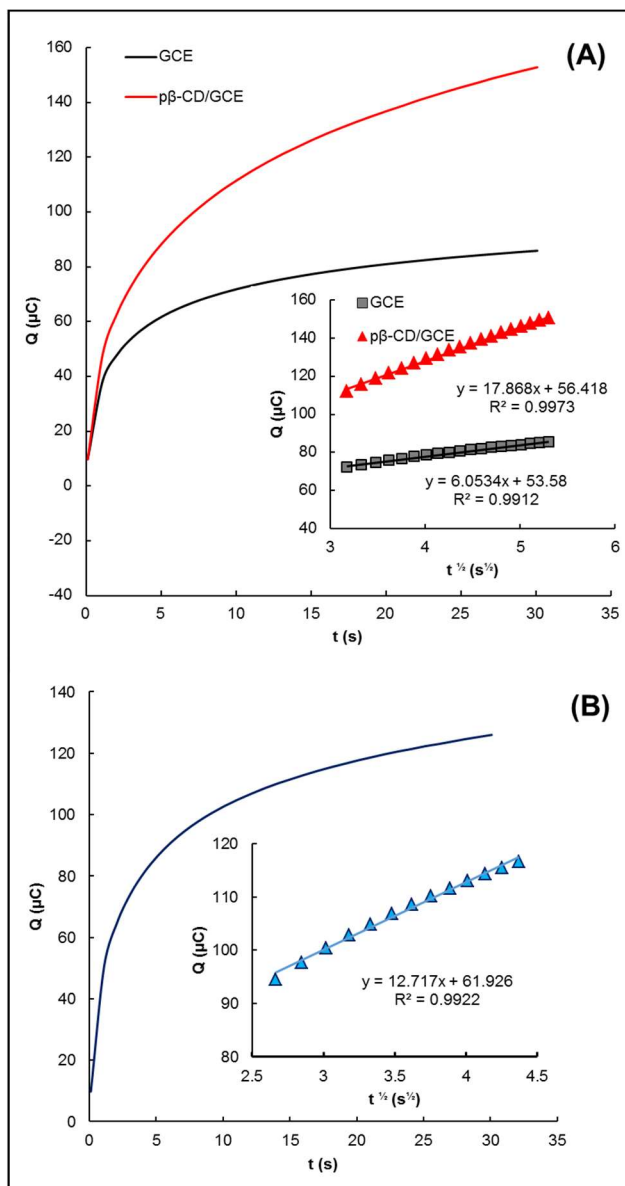 (A)
GCE
pβ-CD/GCE
160
140
120
100
80
60
40
20
0
-20
-40
Q (µC)
0 5 10 15 20 25 30 35
t (s)
GCE
pβ-CD/GCE
160
140
120
100
80
60
40
Q (µC)
y = 17.868x + 56.418
R² = 0.9973
y = 6.0534x + 53.58
R² = 0.9912
3 4 5 6
t ½ (s½)
(B)
140
120
100
80
60
40
20
0
Q (µC)
0 5 10 15 20 25 30 35
t (s)
120
110
100
90
80
Q (µC)
y = 12.717x + 61.926
R² = 0.9922
2.5 3 3.5 4 4.5
t ½ (s½)